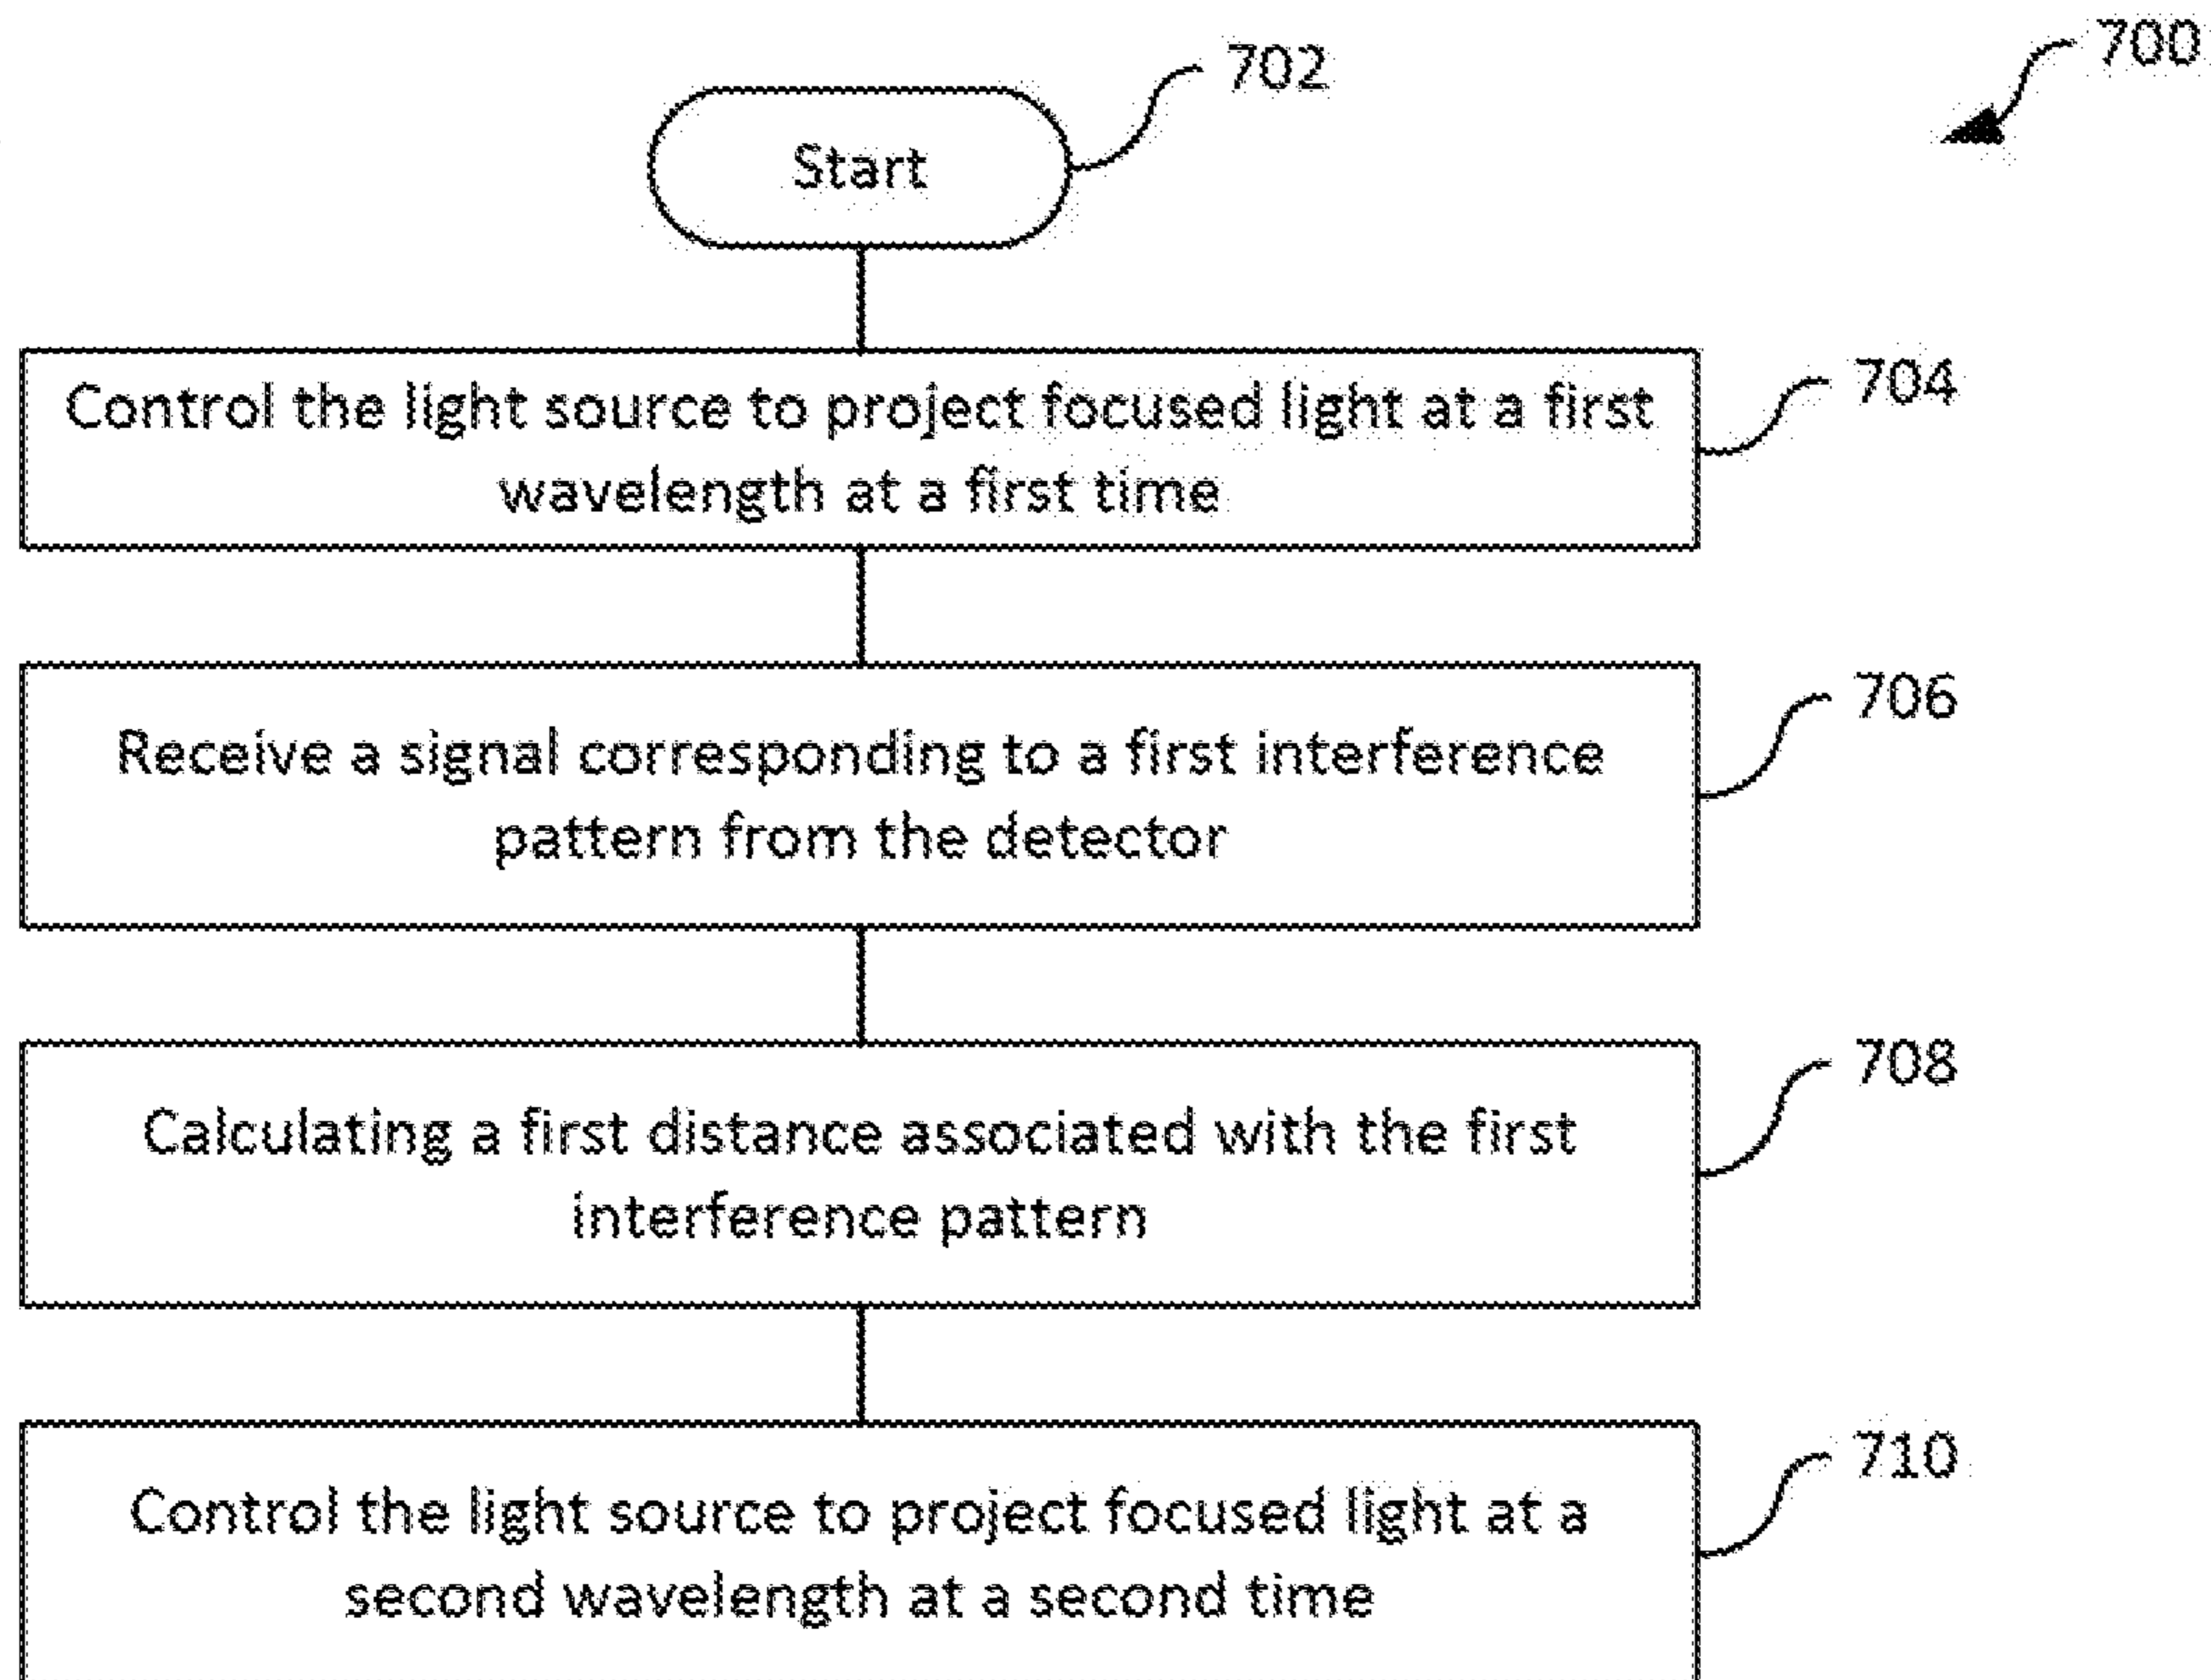 700
702
Start
Control the light source to project focused light at a first
wavelength at a first time
704
Receive a signal corresponding to a first interference
pattern from the detector
706
Calculating a first distance associated with the first
interference pattern
708
Control the light source to project focused light at a
second wavelength at a second time
710